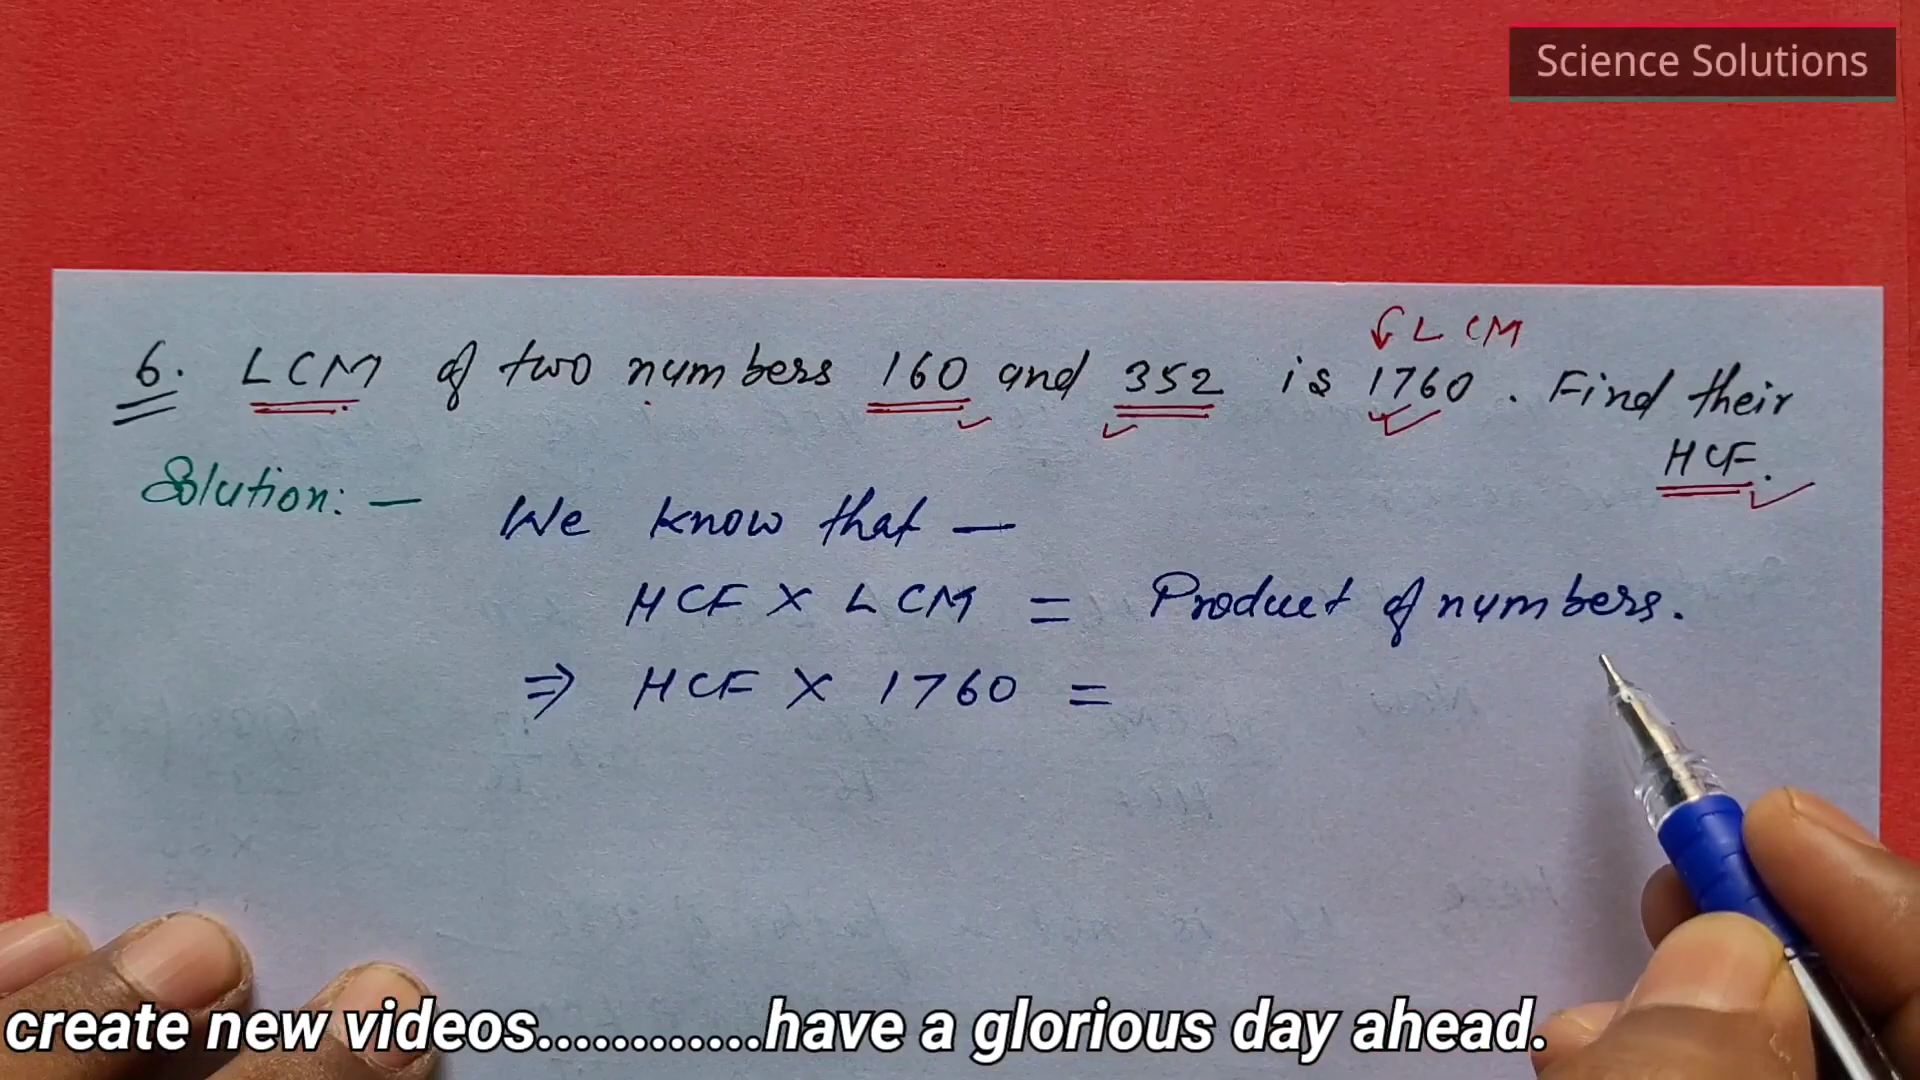 Science Solutions
↓ LCM
6. LCM of two numbers 160 and 352 is 1760. Find their
HCF.
Solution:-
We know that —
HCF × LCM = Product of numbers.
⇒ HCF × 1760 =
create new videos............have a glorious day ahead.